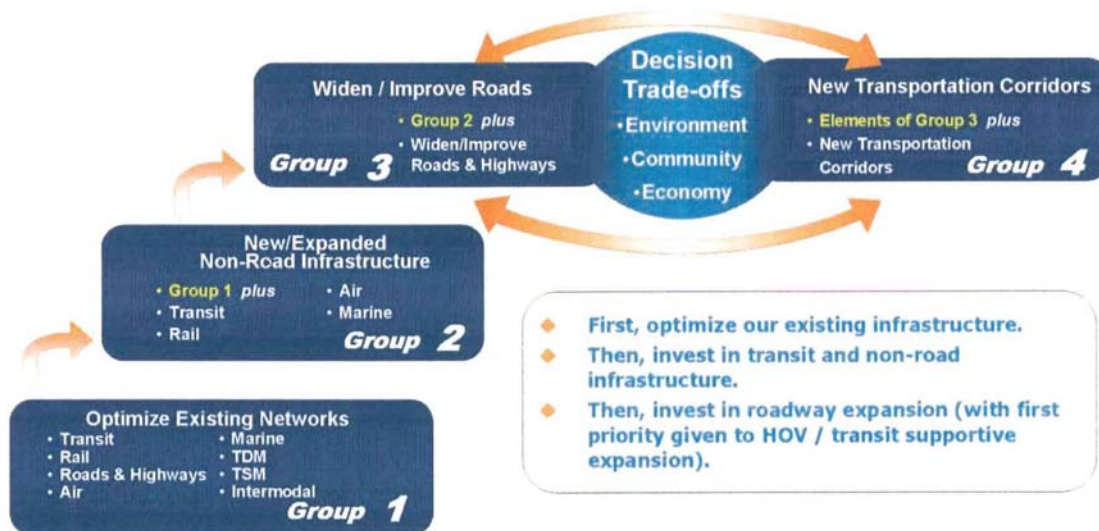 Decision
Trade-offs
•Environment
•Community
•Economy
Widen / Improve Roads
• Group 2 plus
• Widen/Improve
Roads & Highways
Group 3
New Transportation Corridors
• Elements of Group 3 plus
• New Transportation
Corridors
Group 4
New/Expanded
Non-Road Infrastructure
• Group 1 plus
• Transit
• Rail
• Air
• Marine
Group 2
Optimize Existing Networks
• Transit
• Rail
• Roads & Highways
• Air
• Marine
• TDM
• TSM
• Intermodal
Group 1
First, optimize our existing infrastructure.
Then, invest in transit and non-road
infrastructure.
Then, invest in roadway expansion (with first
priority given to HOV / transit supportive
expansion).